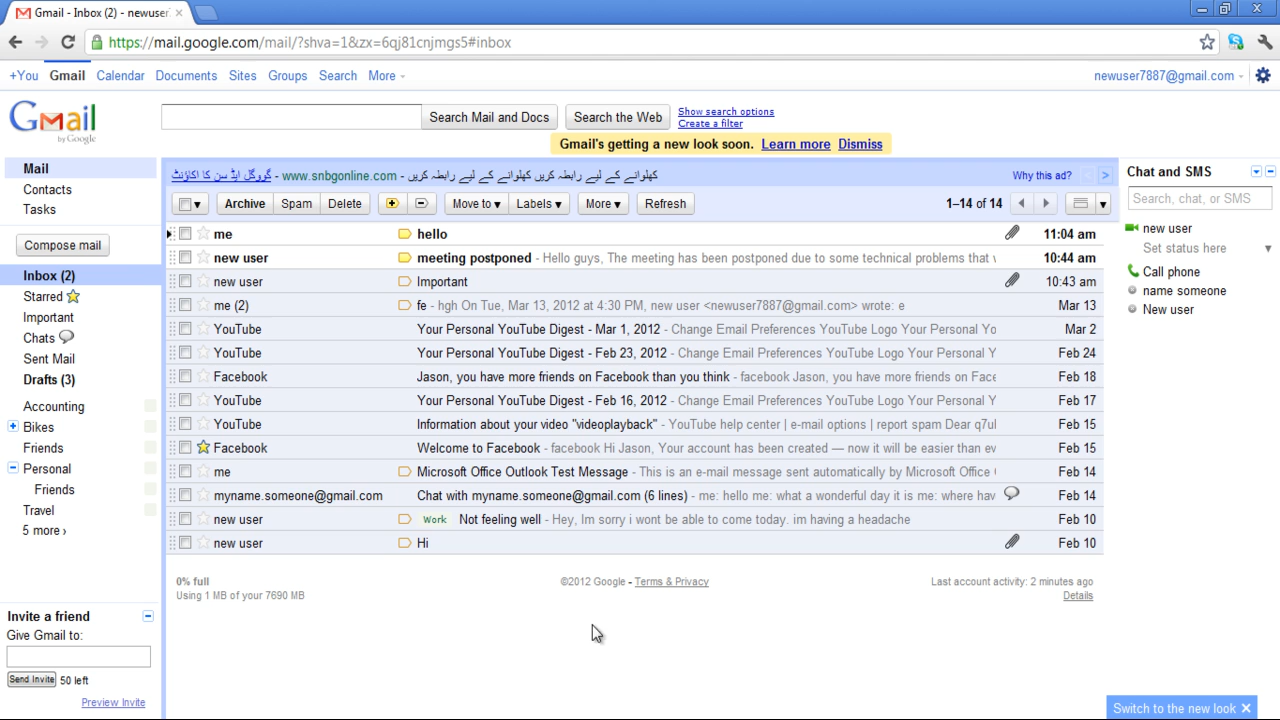 Gmail - Inbox (2) - newuser
https://mail.google.com/mail/?shva=1&zx=6qj81cnjmgs5#inbox
+You Gmail Calendar Documents Sites Groups Search More newuser7887@gmail.com
Gmail by Google
Search Mail and Docs Search the Web Show search options
Create a filter
Gmail's getting a new look soon. Learn more Dismiss
Mail
Contacts
Tasks
Compose mail
Inbox (2)
Starred
Important
Chats
Sent Mail
Drafts (3)
Accounting
Bikes
Friends
Personal
Friends
Travel
5 more ›
Invite a friend
Give Gmail to:
Send Invite 50 left
Preview Invite
گووگل ایڈ سن کا اکاؤنٹ - www.snbgonline.com - کھلوانے کے لیے رابطہ کریں کھلوانے کے لیے رابطہ کریں Why this ad? < >
Archive Spam Delete Move to Labels More Refresh 1–14 of 14
me hello 11:04 am
new user meeting postponed - Hello guys, The meeting has been postponed due to some technical problems that v 10:44 am
new user Important 10:43 am
me (2) fe - hgh On Tue, Mar 13, 2012 at 4:30 PM, new user <newuser7887@gmail.com> wrote: e Mar 13
YouTube Your Personal YouTube Digest - Mar 1, 2012 - Change Email Preferences YouTube Logo Your Personal Yo Mar 2
YouTube Your Personal YouTube Digest - Feb 23, 2012 - Change Email Preferences YouTube Logo Your Personal Y Feb 24
Facebook Jason, you have more friends on Facebook than you think - facebook Jason, you have more friends on Face Feb 18
YouTube Your Personal YouTube Digest - Feb 16, 2012 - Change Email Preferences YouTube Logo Your Personal Y Feb 17
YouTube Information about your video "videoplayback" - YouTube help center | e-mail options | report spam Dear q7ul Feb 15
Facebook Welcome to Facebook - facebook Hi Jason, Your account has been created — now it will be easier than ev Feb 15
me Microsoft Office Outlook Test Message - This is an e-mail message sent automatically by Microsoft Office Feb 14
myname.someone@gmail.com Chat with myname.someone@gmail.com (6 lines) - me: hello me: what a wonderful day it is me: where hav Feb 14
new user Work Not feeling well - Hey, Im sorry i wont be able to come today. im having a headache Feb 10
new user Hi Feb 10
0% full ©2012 Google - Terms & Privacy Last account activity: 2 minutes ago
Using 1 MB of your 7690 MB Details
Chat and SMS
Search, chat, or SMS
new user
Set status here
Call phone
name someone
New user
Switch to the new look